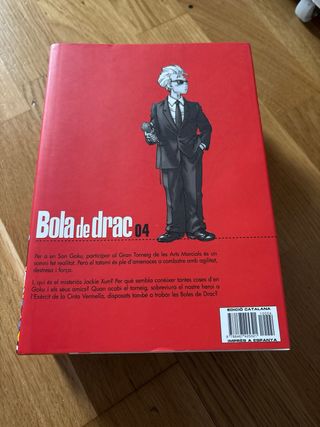 Bola de drac 04
Per a en Son Goku, participar al Gran Torneig de les Arts Marcials és un
somni fet realitat. Però el tatami és ple d'amenaces a combatre amb agilitat,
destresa i força.
I, qui és el misteriós Jackie Xun? Per què sembla conèixer tantes coses d'en
Goku i els seus amics? Quan acabi el torneig, sobreviurà el nostre heroi a
l'Exèrcit de la Cinta Vermella, disposats també a trobar les Boles de Drac?
EDICIÓ CATALANA
IMPRÈS A ESPANYA